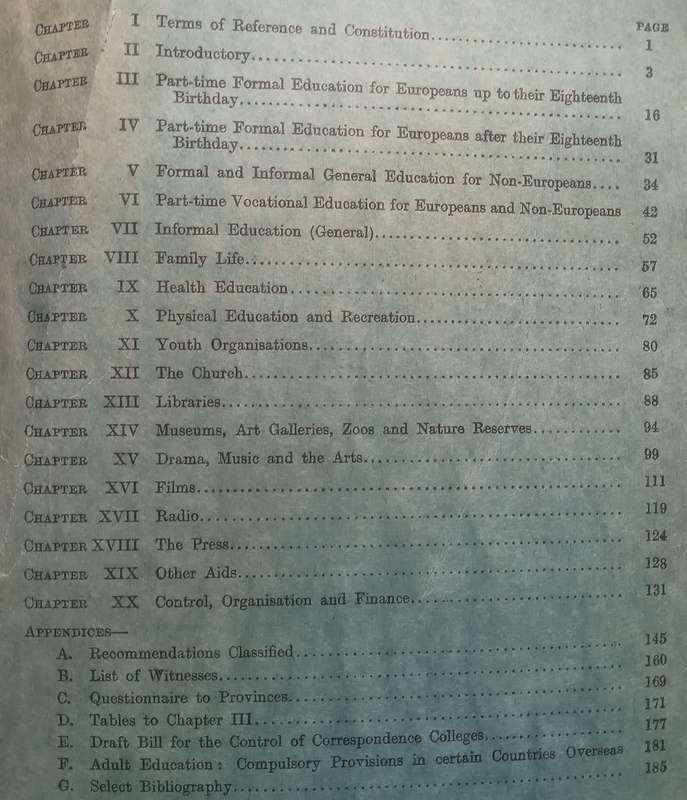 PAGE
CHAPTER I Terms of Reference and Constitution.............................. 1
CHAPTER II Introductory.................................................... 3
CHAPTER III Part-time Formal Education for Europeans up to their Eighteenth
Birthday.................................................... 16
CHAPTER IV Part-time Formal Education for Europeans after their Eighteenth
Birthday.................................................... 31
CHAPTER V Formal and Informal General Education for Non-Europeans.... 34
CHAPTER VI Part-time Vocational Education for Europeans and Non-Europeans 42
CHAPTER VII Informal Education (General).................................... 52
CHAPTER VIII Family Life.................................................... 57
CHAPTER IX Health Education................................................ 65
CHAPTER X Physical Education and Recreation.............................. 72
CHAPTER XI Youth Organisations............................................ 80
CHAPTER XII The Church.................................................... 85
CHAPTER XIII Libraries.................................................... 88
CHAPTER XIV Museums, Art Galleries, Zoos and Nature Reserves............ 94
CHAPTER XV Drama, Music and the Arts...................................... 99
CHAPTER XVI Films........................................................ 111
CHAPTER XVII Radio........................................................ 119
CHAPTER XVIII The Press.................................................... 124
CHAPTER XIX Other Aids.................................................... 128
CHAPTER XX Control, Organisation and Finance.............................. 131
APPENDICES—
A. Recommendations Classified............................................ 145
B. List of Witnesses.................................................... 160
C. Questionnaire to Provinces............................................ 169
D. Tables to Chapter III................................................ 171
E. Draft Bill for the Control of Correspondence Colleges.................. 177
F. Adult Education: Compulsory Provisions in certain Countries Overseas 181
G. Select Bibliography.................................................... 185